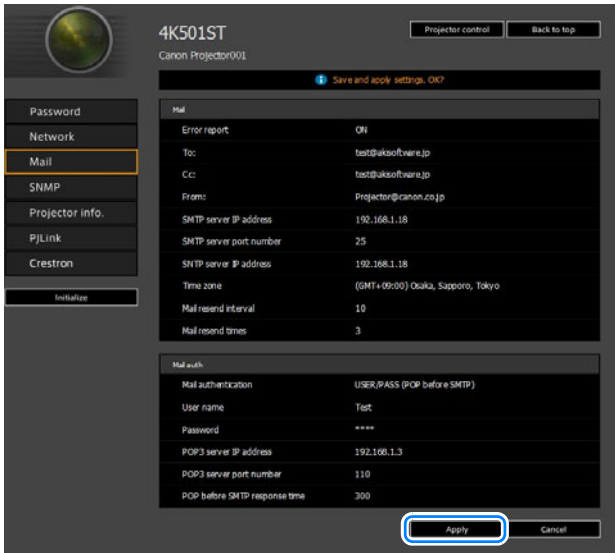 4K501ST
Projector control Back to top
Canon Projector001
Save and apply settings. OK?
Password
Network
Mail
SNMP
Projector info.
PJLink
Crestron
Initialize
Mail
Error report ON
To: test@akisoftware.jp
Cc: test@akisoftware.jp
From: Projector@canon.co.jp
SMTP server IP address 192.168.1.18
SMTP server port number 25
SNTP server IP address 192.168.1.18
Time zone (GMT+09:00) Osaka, Sapporo, Tokyo
Mail resend interval 10
Mail resend times 3
Mail auth
Mail authentication USER/PASS (POP before SMTP)
User name Test
Password ****
POP3 server IP address 192.168.1.3
POP3 server port number 110
POP before SMTP response time 300
Apply Cancel